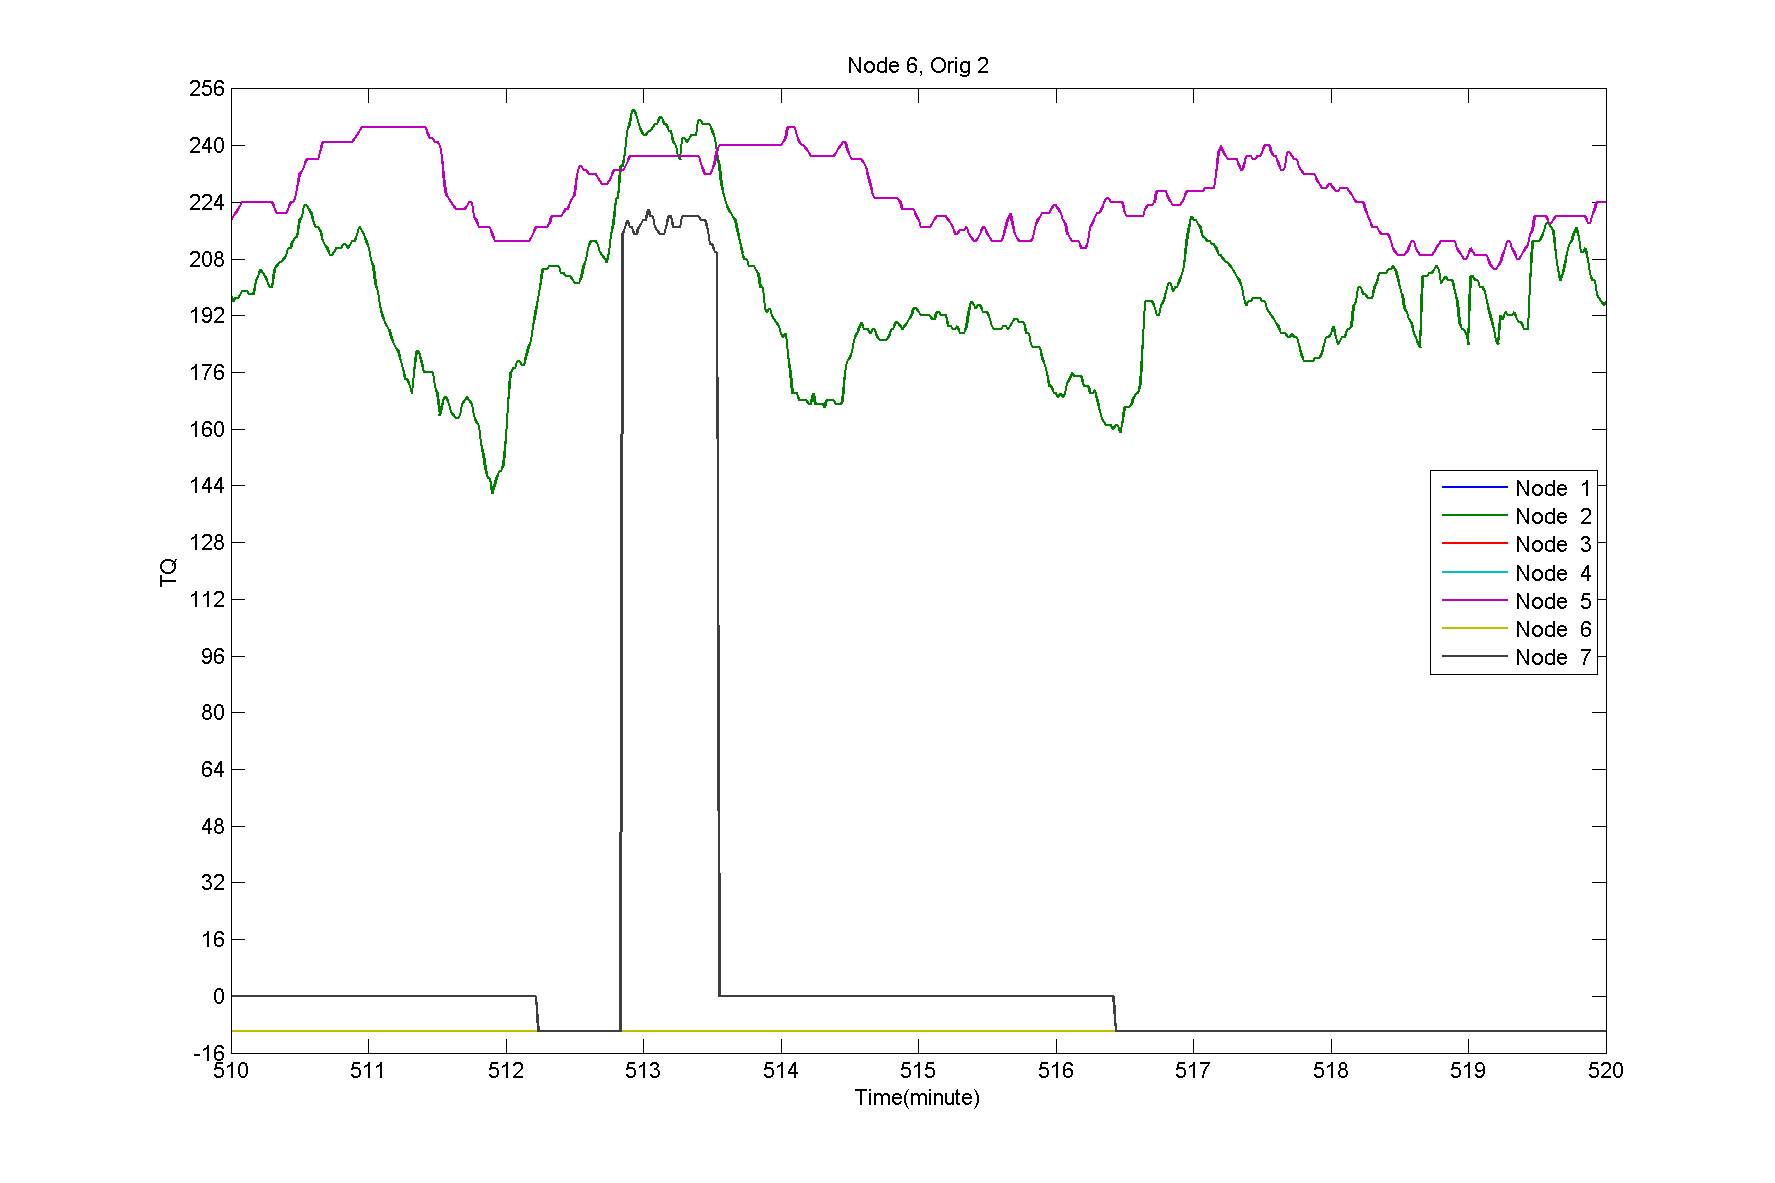 Node 6, Orig 2
256
240
224
208
192
176
160
144
128
112
96
80
64
48
32
16
0
-16
TQ
Node 1
Node 2
Node 3
Node 4
Node 5
Node 6
Node 7
510 511 512 513 514 515 516 517 518 519 520
Time(minute)